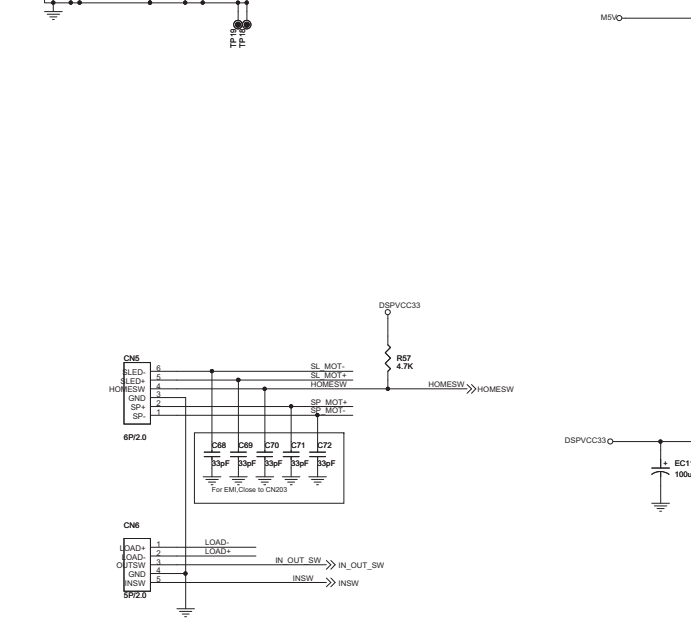 TP19
TP18
M5V
DSPVCC33
R57
4.7K
CN5
SLED- 6 SL_MOT-
SLED+ 5 SL_MOT+
HOMESW 4 HOMESW HOMESW HOMESW
GND 3
SP+ 2 SP_MOT+
SP- 1 SP_MOT-
6P/2.0
C68 C69 C70 C71 C72
33pF 33pF 33pF 33pF 33pF
For EMI,Close to CN203
DSPVCC33
+ EC1
100u
CN6
LOAD+ 1 LOAD-
LOAD- 2 LOAD+
OUTSW 3 IN_OUT_SW IN_OUT_SW
GND 4
INSW 5 INSW INSW
5P/2.0